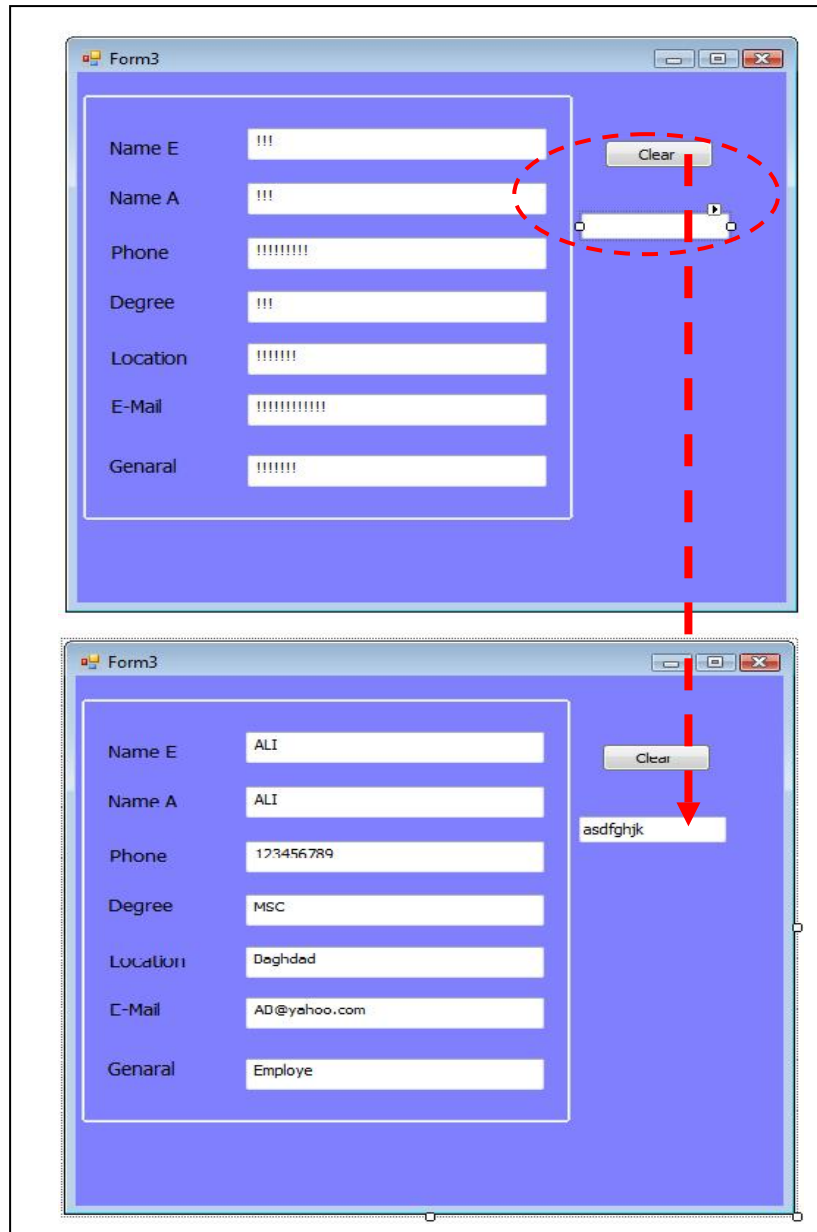 Form3
Name E !!!
Clear
Name A !!!
Phone !!!!!!!!!
Degree !!!
Location !!!!!!!
E-Mail !!!!!!!!!!!!
Genaral !!!!!!!
Form3
Name E ALI
Clear
Name A ALI
asdfghjk
Phone 123456789
Degree MSC
Location Daghdad
E-Mail AD@yahoo.com
Genaral Employe